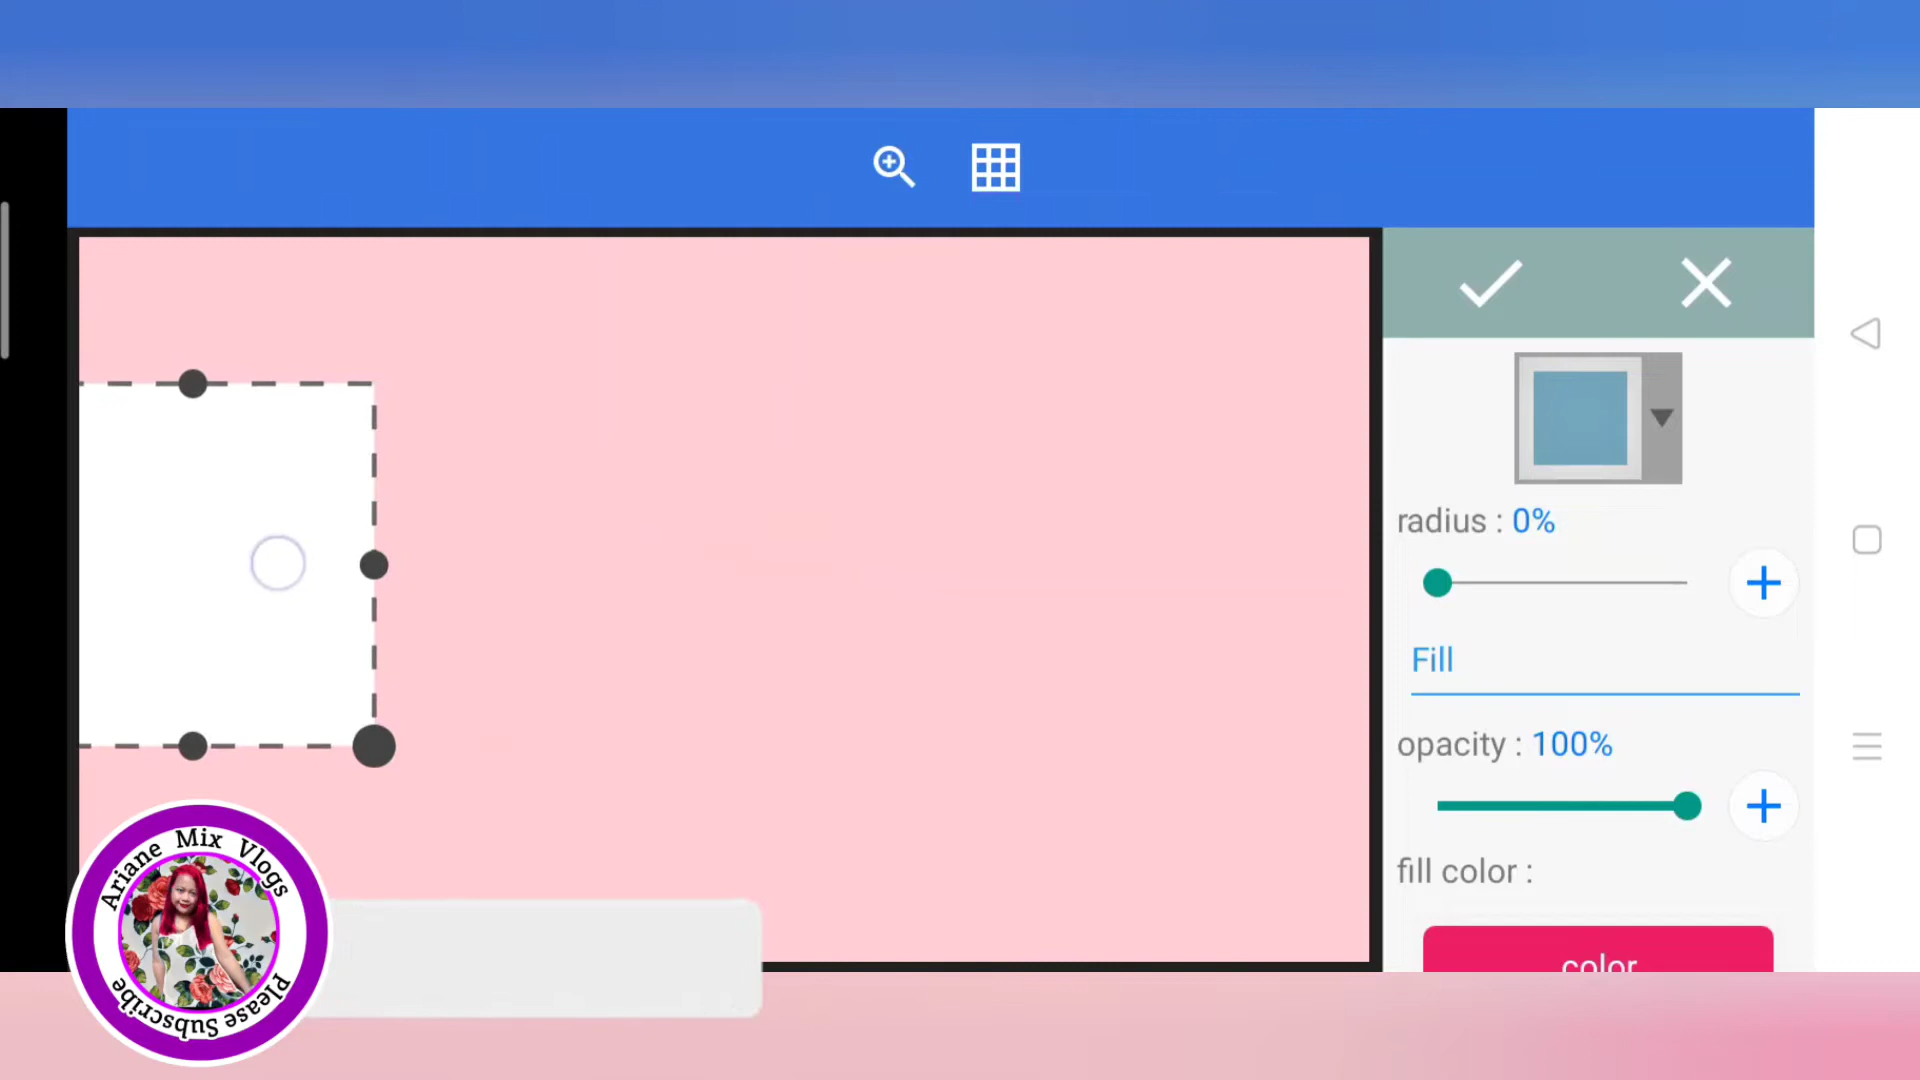 radius : 0%
Fill
opacity : 100%
fill color :
color
Ariane Mix Vlogs
Please Subscribe